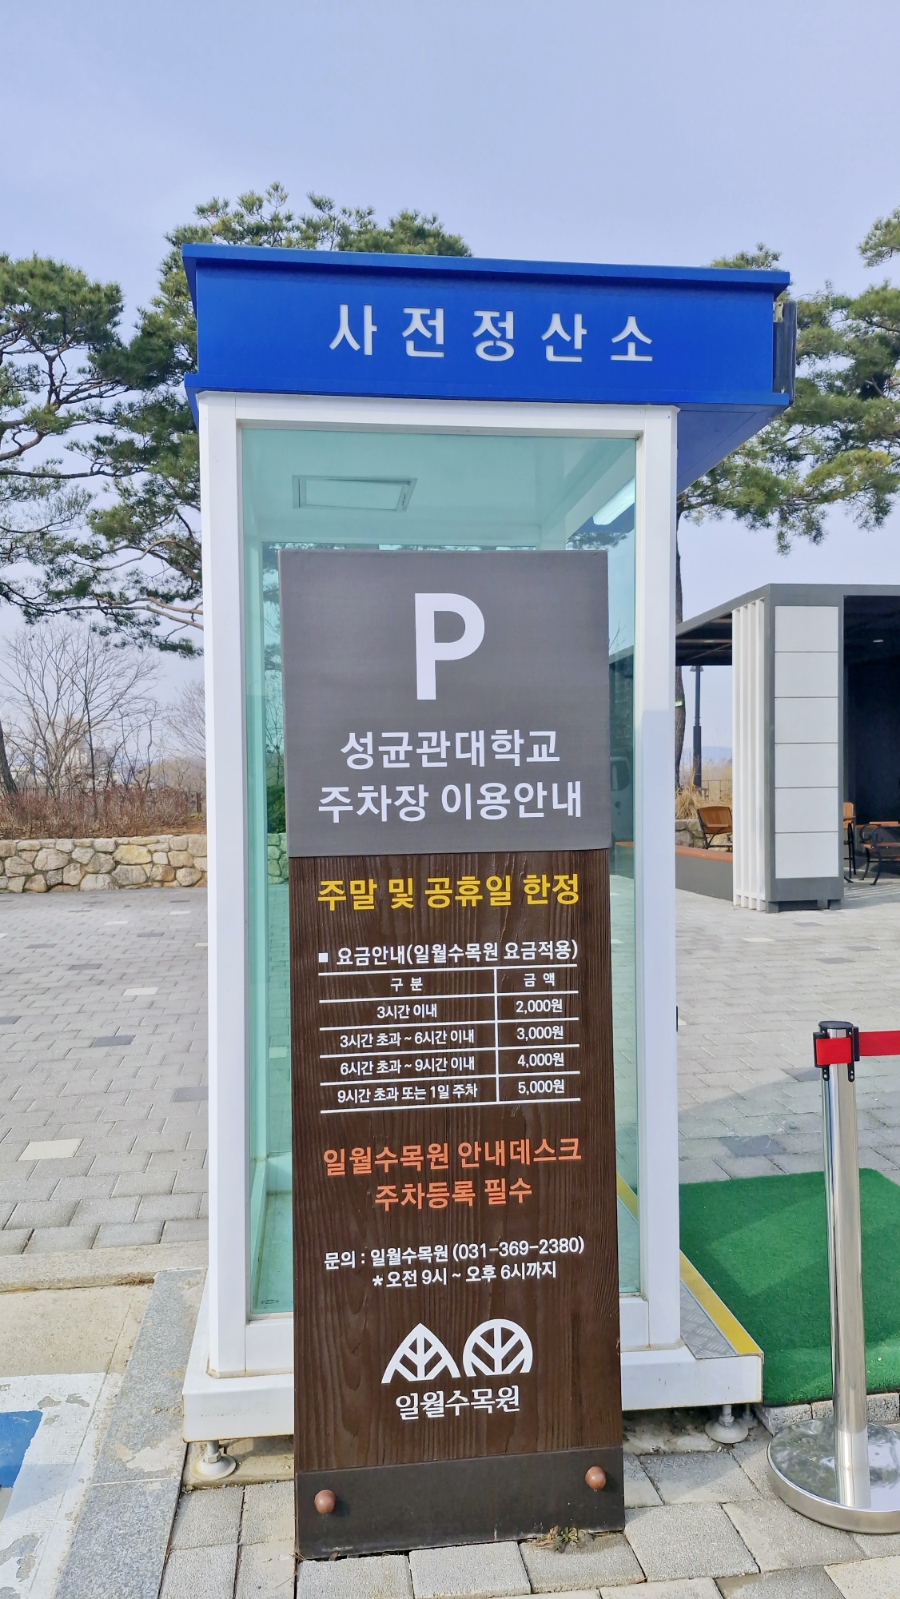 사전정산소
P
성균관대학교
주차장 이용안내
주말 및 공휴일 한정
■ 요금안내(일월수목원 요금적용)
구 분 금 액
3시간 이내 2,000원
3시간 초과 ~ 6시간 이내 3,000원
6시간 초과 ~ 9시간 이내 4,000원
9시간 초과 또는 1일 주차 5,000원
일월수목원 안내데스크
주차등록 필수
문의 : 일월수목원 (031-369-2380)
* 오전 9시 ~ 오후 6시까지
일월수목원